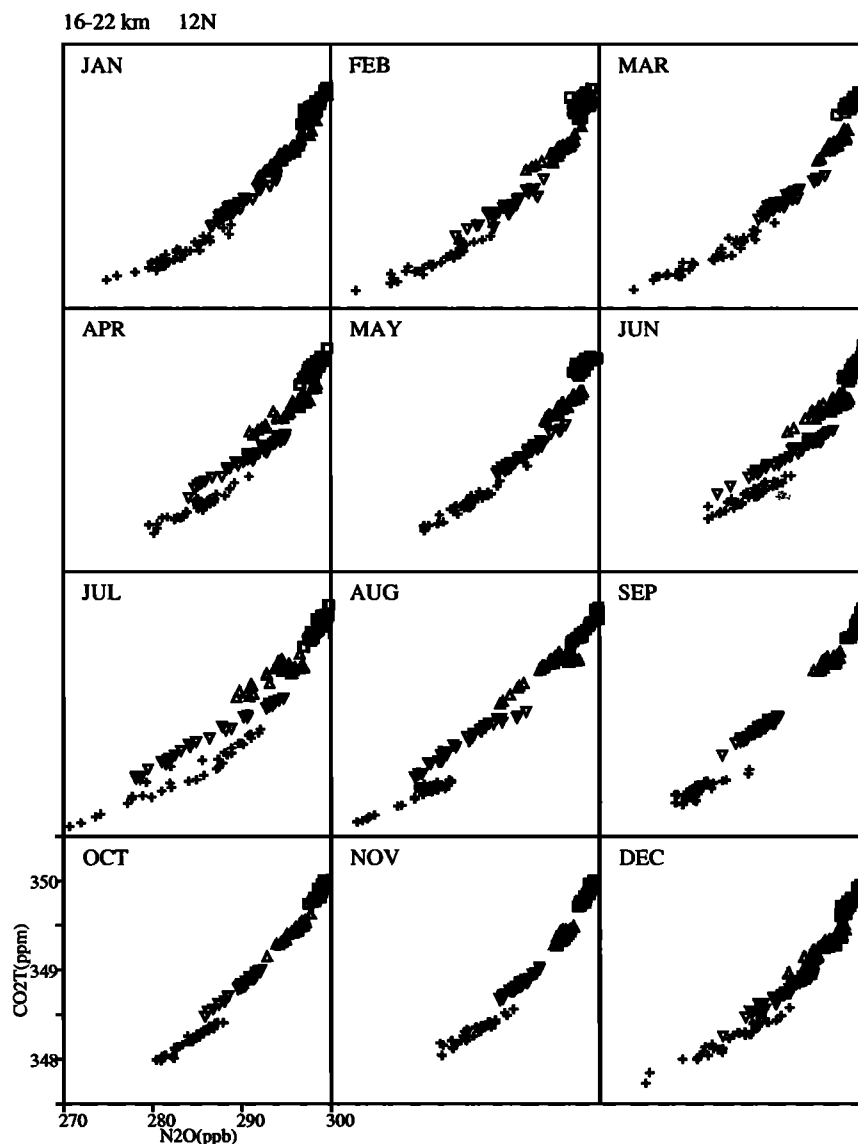 16-22 km 12N
JAN FEB MAR
APR MAY JUN
JUL AUG SEP
OCT NOV DEC
350
349
348
CO2T(ppm)
270 280 290 300
N2O(ppb)